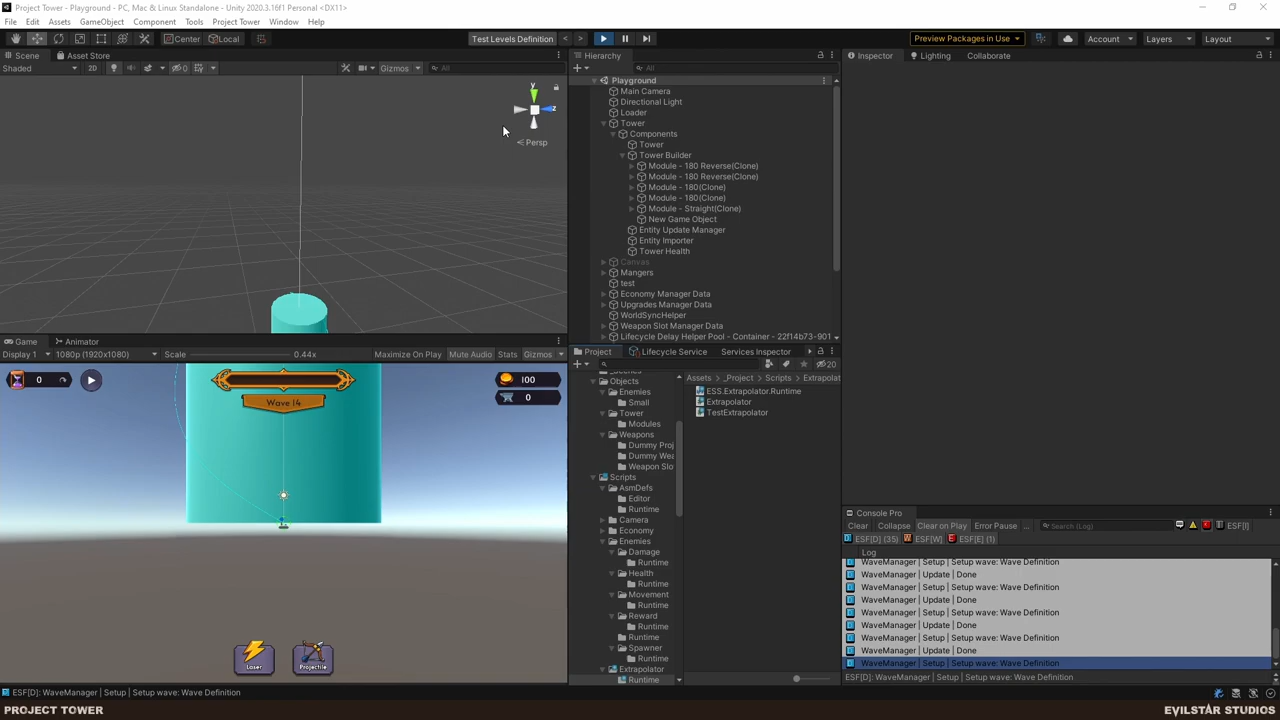 Project Tower - Playground - PC, Mac & Linux Standalone - Unity 2020.3.16f1 Personal <DX11>
File Edit Assets GameObject Component Tools Project Tower Window Help
Center Local Test Levels Definition Preview Packages in Use Account Layers Layout
Scene Asset Store
Shaded 2D 0 Gizmos All
y
z
Persp
Game Animator
Display 1 1080p (1920x1080) Scale 0.44x Maximize On Play Mute Audio Stats Gizmos
0 100
0
Wave 14
Laser Projectile
Hierarchy
All
Playground
Main Camera
Directional Light
Loader
Tower
Components
Tower
Tower Builder
Module - 180 Reverse(Clone)
Module - 180 Reverse(Clone)
Module - 180(Clone)
Module - 180(Clone)
Module - Straight(Clone)
New Game Object
Entity Update Manager
Entity Importer
Tower Health
Canvas
Mangers
test
Economy Manager Data
Upgrades Manager Data
WorldSyncHelper
Weapon Slot Manager Data
Lifecycle Delay Helper Pool - Container - 22f14b73-901
Project Lifecycle Service Services Inspector
20
Objects
Enemies
Small
Tower
Modules
Weapons
Dummy Proj
Dummy Wea
Weapon Slo
Scripts
AsmDefs
Editor
Runtime
Camera
Economy
Enemies
Damage
Runtime
Health
Runtime
Movement
Runtime
Reward
Runtime
Runtime
Spawner
Runtime
Extrapolator
Runtime
Assets _Project Scripts Extrapolat
ESS.Extrapolator.Runtime
Extrapolator
TestExtrapolator
Inspector Lighting Collaborate
Console Pro
Clear Collapse Clear on Play Error Pause ... Search (Log) ESF[I]
ESF[D] (35) ESF[W] ESF[E] (1)
Log
WaveManager | Setup | Setup wave: Wave Definition
WaveManager | Update | Done
WaveManager | Setup | Setup wave: Wave Definition
WaveManager | Update | Done
WaveManager | Setup | Setup wave: Wave Definition
WaveManager | Update | Done
WaveManager | Setup | Setup wave: Wave Definition
WaveManager | Update | Done
WaveManager | Setup | Setup wave: Wave Definition
ESF[D]: WaveManager | Setup | Setup wave: Wave Definition
ESF[D]: WaveManager | Setup | Setup wave: Wave Definition
PROJECT TOWER EVILSTAR STUDIOS